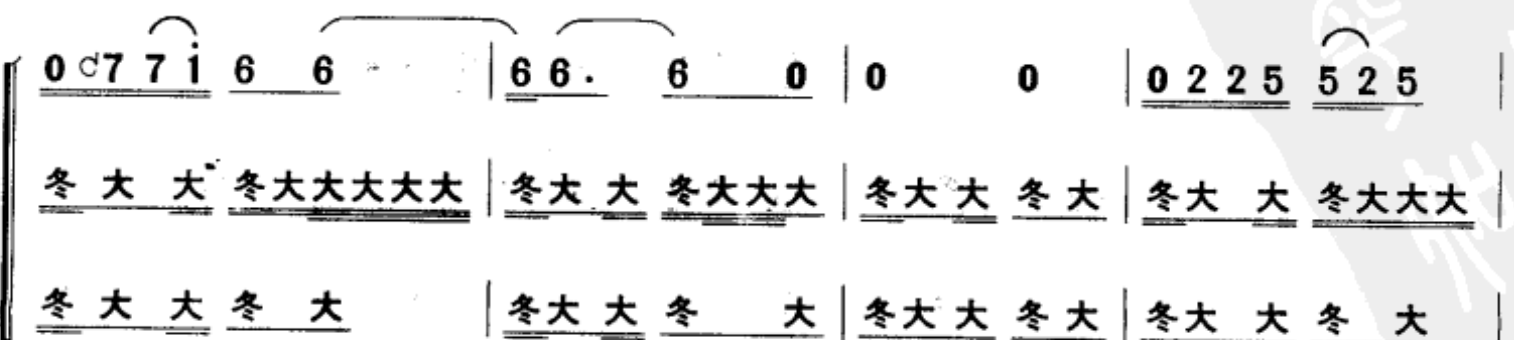 0 7 7 i 6 6 | 6 6 . 6 0 | 0 0 | 0 2 2 5 5 2 5 |
冬 大 大 冬大大大大大 | 冬大 大 冬大大大 | 冬大 大 冬 大 | 冬大 大 冬大大大 |
冬 大 大 冬 大 | 冬大 大 冬 大 | 冬大 大 冬 大 | 冬大 大 冬 大 |